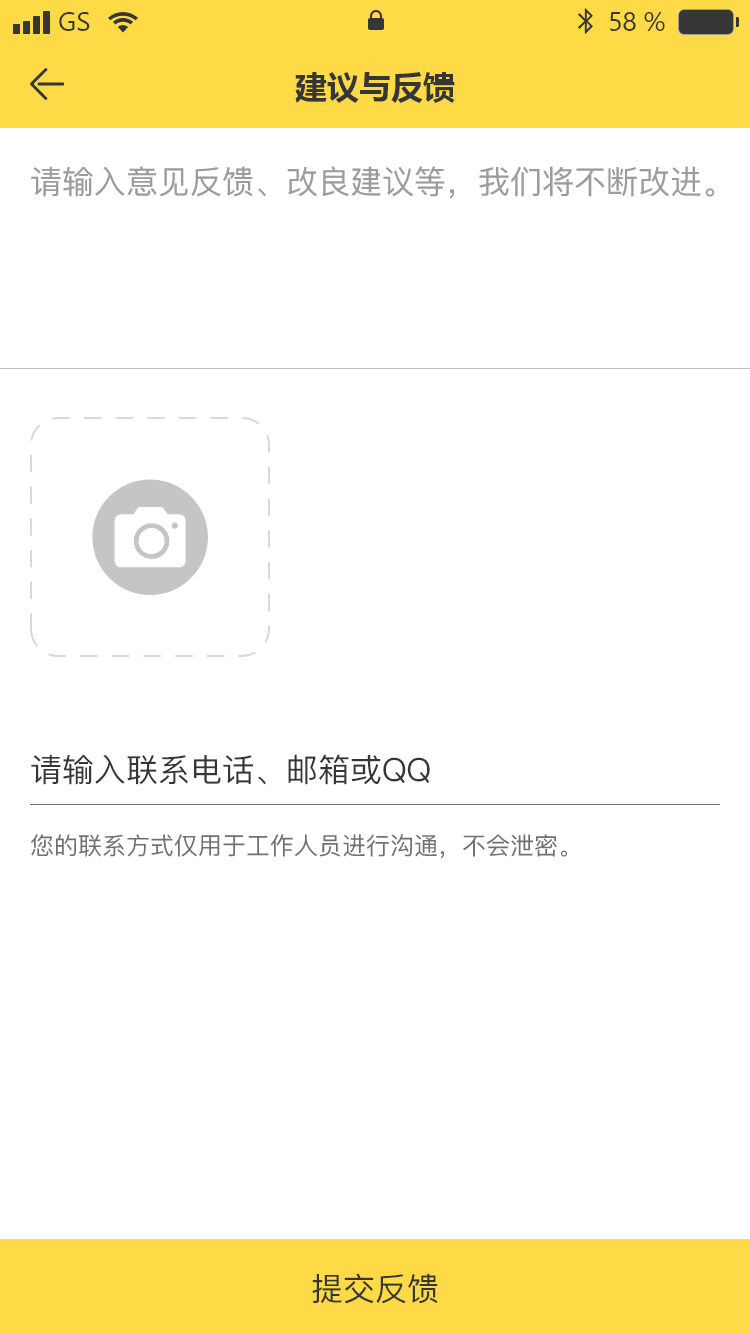 GS 58 %
建议与反馈
请输入意见反馈、改良建议等，我们将不断改进。
请输入联系电话、邮箱或QQ
您的联系方式仅用于工作人员进行沟通，不会泄密。
提交反馈